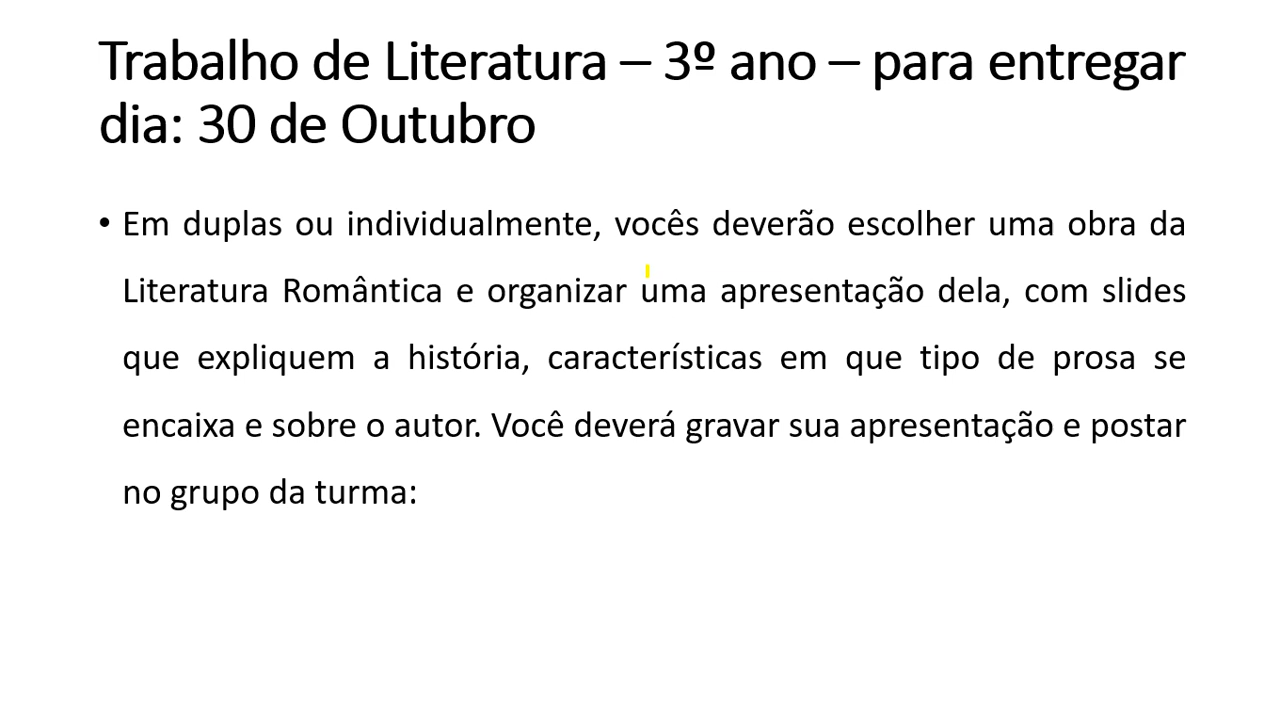 Trabalho de Literatura – 3º ano – para entregar
dia: 30 de Outubro
• Em duplas ou individualmente, vocês deverão escolher uma obra da
Literatura Romântica e organizar uma apresentação dela, com slides
que expliquem a história, características em que tipo de prosa se
encaixa e sobre o autor. Você deverá gravar sua apresentação e postar
no grupo da turma: